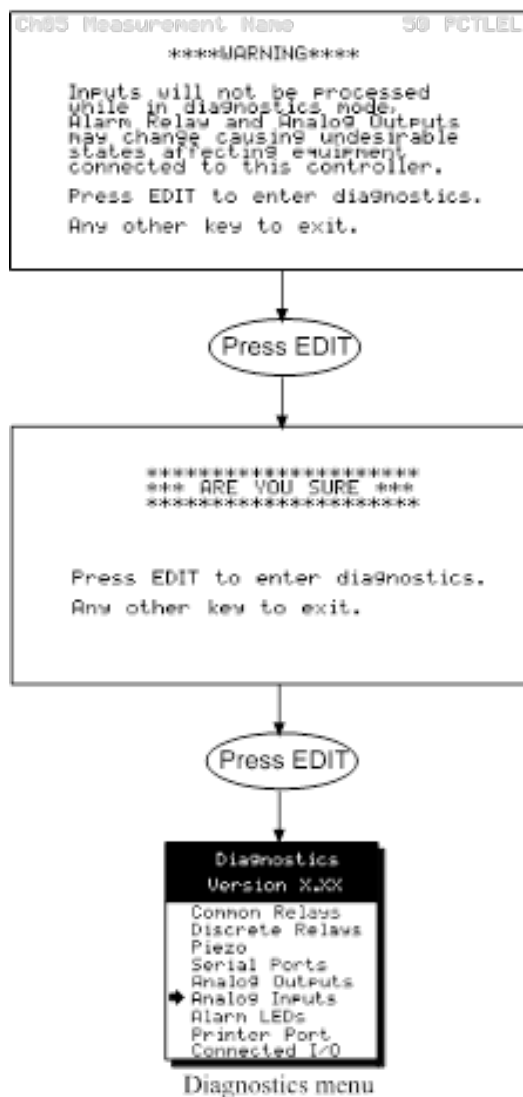 Ch05 Measurement Name 50 PCTLEL
****WARNING****
Inputs will not be processed
while in diagnostics mode,
Alarm Relay and Analog Outputs
may change causing undesirable
states affecting equipment
connected to this controller.
Press EDIT to enter diagnostics.
Any other key to exit.
Press EDIT
*********************
*** ARE YOU SURE ***
*********************
Press EDIT to enter diagnostics.
Any other key to exit.
Press EDIT
Diagnostics
Version X.XX
Common Relays
Discrete Relays
Piezo
Serial Ports
Analog Outputs
Analog Inputs
Alarm LEDs
Printer Port
Connected I/O
Diagnostics menu